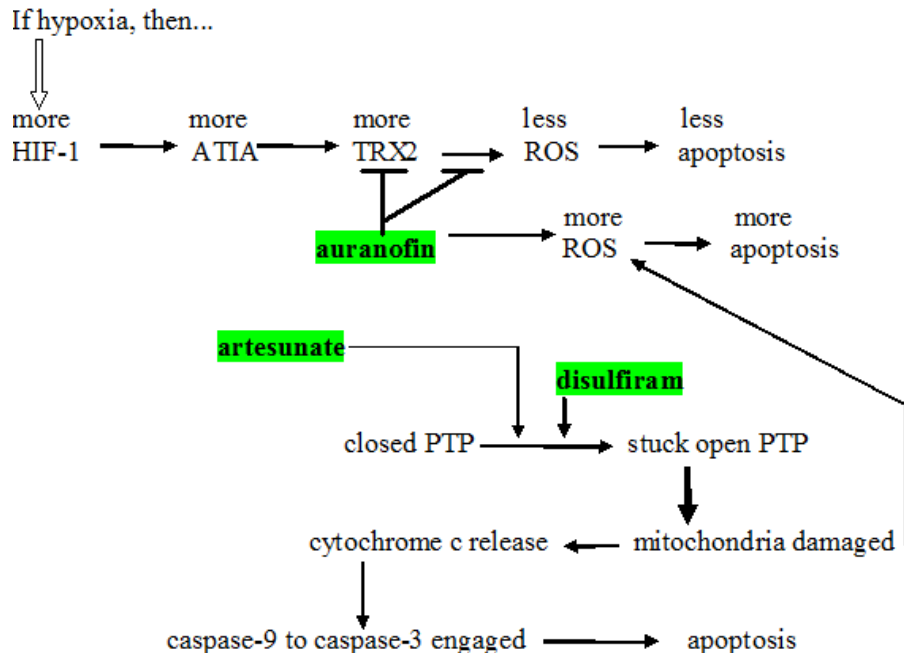 If hypoxia, then...
more more more less less
HIF-1 ATIA TRX2 ROS apoptosis
more more
auranofin ROS apoptosis
artesunate
disulfiram
closed PTP stuck open PTP
cytochrome c release mitochondria damaged
caspase-9 to caspase-3 engaged apoptosis